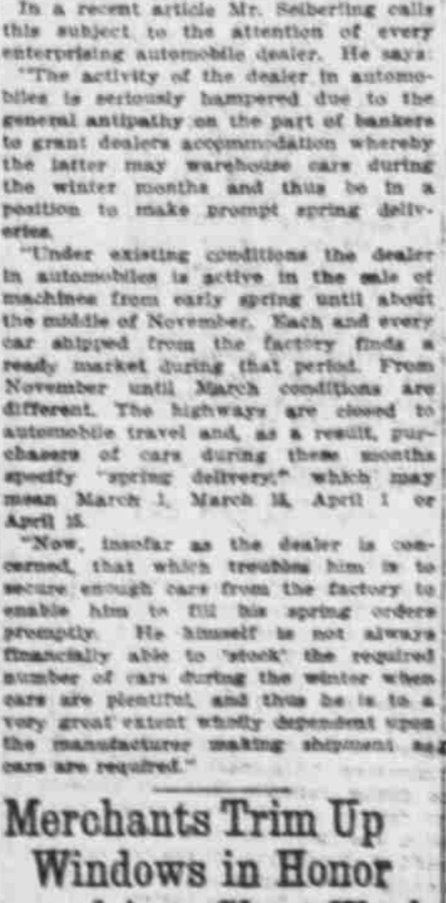 In a recent article Mr. Seiberling calls
this subject to the attention of every
enterprising automobile dealer. He says:
"The activity of the dealer in automo-
biles is seriously hampered due to the
general antipathy on the part of bankers
to grant dealers accommodation whereby
the latter may warehouse cars during
the winter months and thus be in a
position to make prompt spring deliv-
eries.
"Under existing conditions the dealer
in automobiles is active in the sale of
machines from early spring until about
the middle of November. Each and every
car shipped from the factory finds a
ready market during that period. From
November until March conditions are
different. The highways are closed to
automobile travel and, as a result, pur-
chasers of cars during these months
specify "spring delivery," which may
mean March 1, March 15, April 1 or
April 15.
"Now, insofar as the dealer is con-
cerned, that which troubles him is to
secure enough cars from the factory to
enable him to fill his spring orders
promptly. He himself is not always
financially able to 'stock' the required
number of cars during the winter when
cars are plentiful, and thus he is to a
very great extent wholly dependent upon
the manufacturer making shipment as
cars are required."
Merchants Trim Up
Windows in Honor